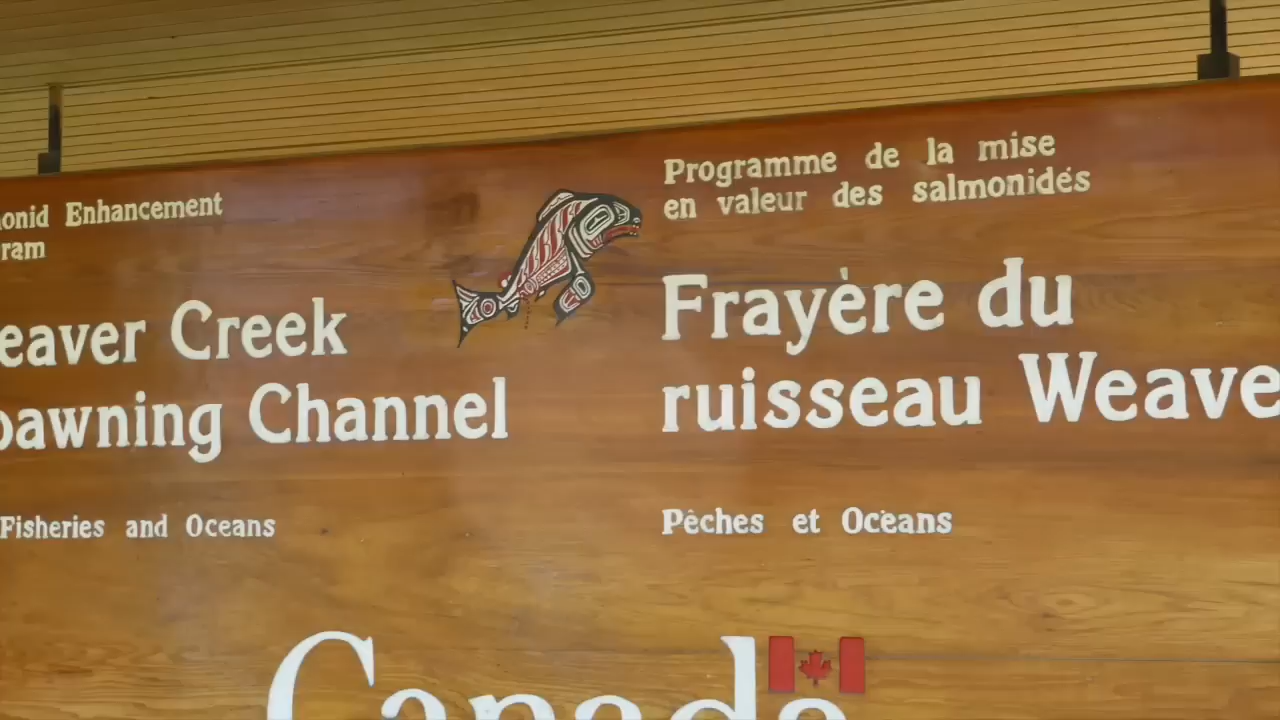 onid Enhancement
ram
eaver Creek
pawning Channel
Fisheries and Oceans
Programme de la mise
en valeur des salmonidés
Frayère du
ruisseau Weave
Pêches et Océans
Canada